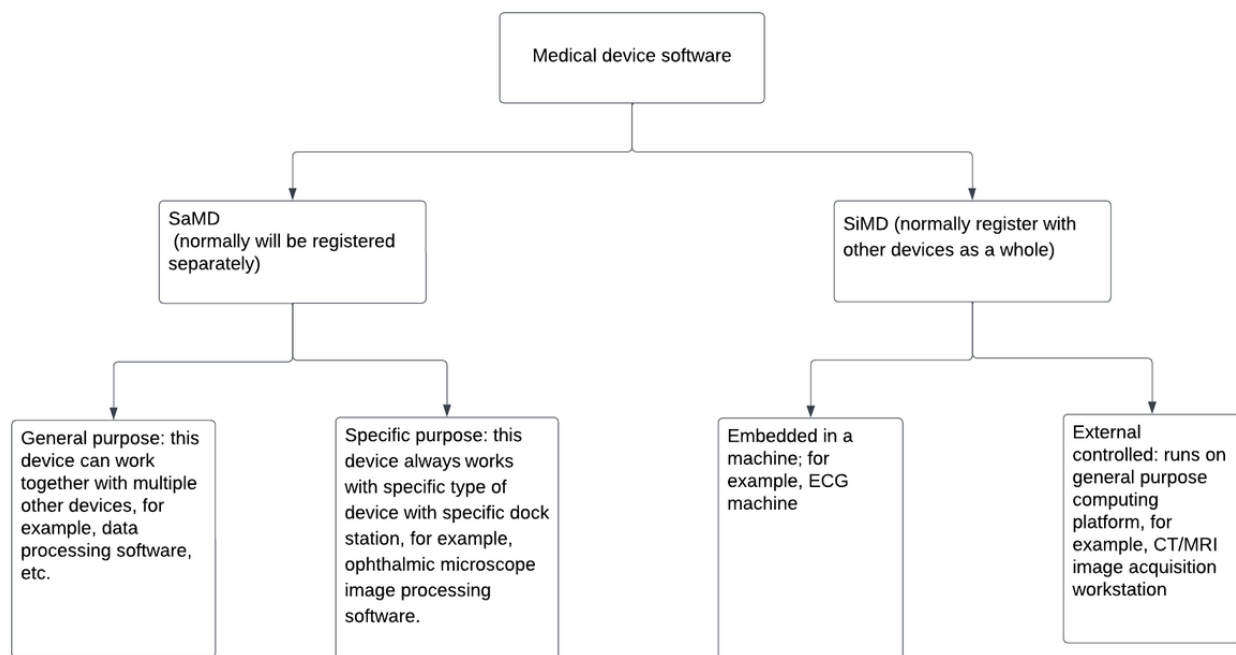 Medical device software
SaMD
(normally will be registered
separately)
SiMD (normally register with
other devices as a whole)
General purpose: this
device can work
together with multiple
other devices, for
example, data
processing software,
etc.
Specific purpose: this
device always works
with specific type of
device with specific dock
station, for example,
ophthalmic microscope
image processing
software.
Embedded in a
machine; for
example, ECG
machine
External
controlled: runs on
general purpose
computing
platform, for
example, CT/MRI
image acquisition
workstation